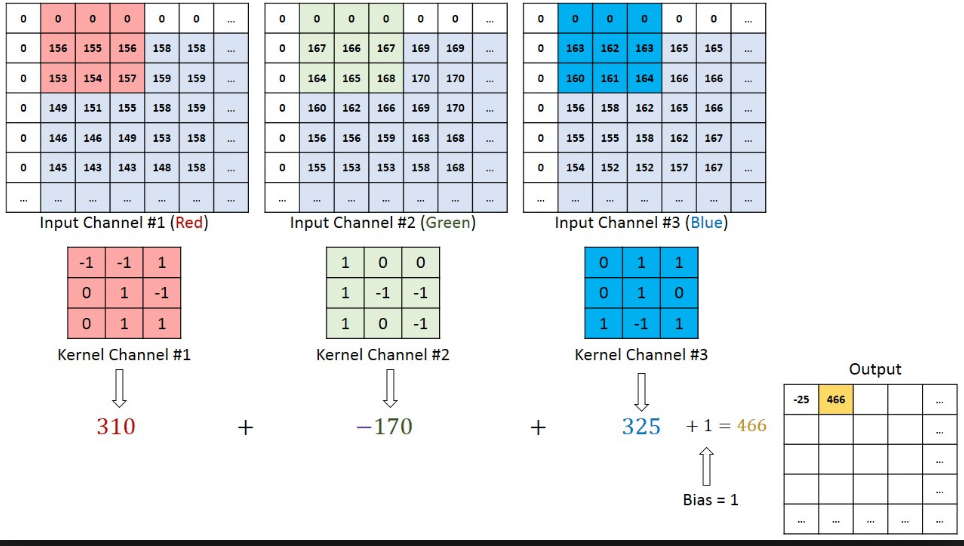 0 0 0 0 0 ... 0 0 0 0 0 ... 0 0 0 0 0 ...
0 156 155 156 158 158 ... 0 167 166 167 169 169 ... 0 163 162 163 165 165 ...
0 153 154 157 159 159 ... 0 164 165 168 170 170 ... 0 160 161 164 166 166 ...
0 149 151 155 158 159 ... 0 160 162 166 169 170 ... 0 156 158 162 165 166 ...
0 146 146 149 153 158 ... 0 156 156 159 163 168 ... 0 155 155 158 162 167 ...
0 145 143 143 148 158 ... 0 155 153 153 158 168 ... 0 154 152 152 157 167 ...
... ... ... ... ... ... ... ... ... ... ... ... ... ... ... ... ... ...
Input Channel #1 (Red) Input Channel #2 (Green) Input Channel #3 (Blue)
-1 -1 1 1 0 0 0 1 1
0 1 -1 1 -1 -1 0 1 0
0 1 1 1 0 -1 1 -1 1
Kernel Channel #1 Kernel Channel #2 Kernel Channel #3
310 + −170 + 325 + 1 = 466
Bias = 1
Output
-25 466 ...
...
...
...
... ... ... ... ...